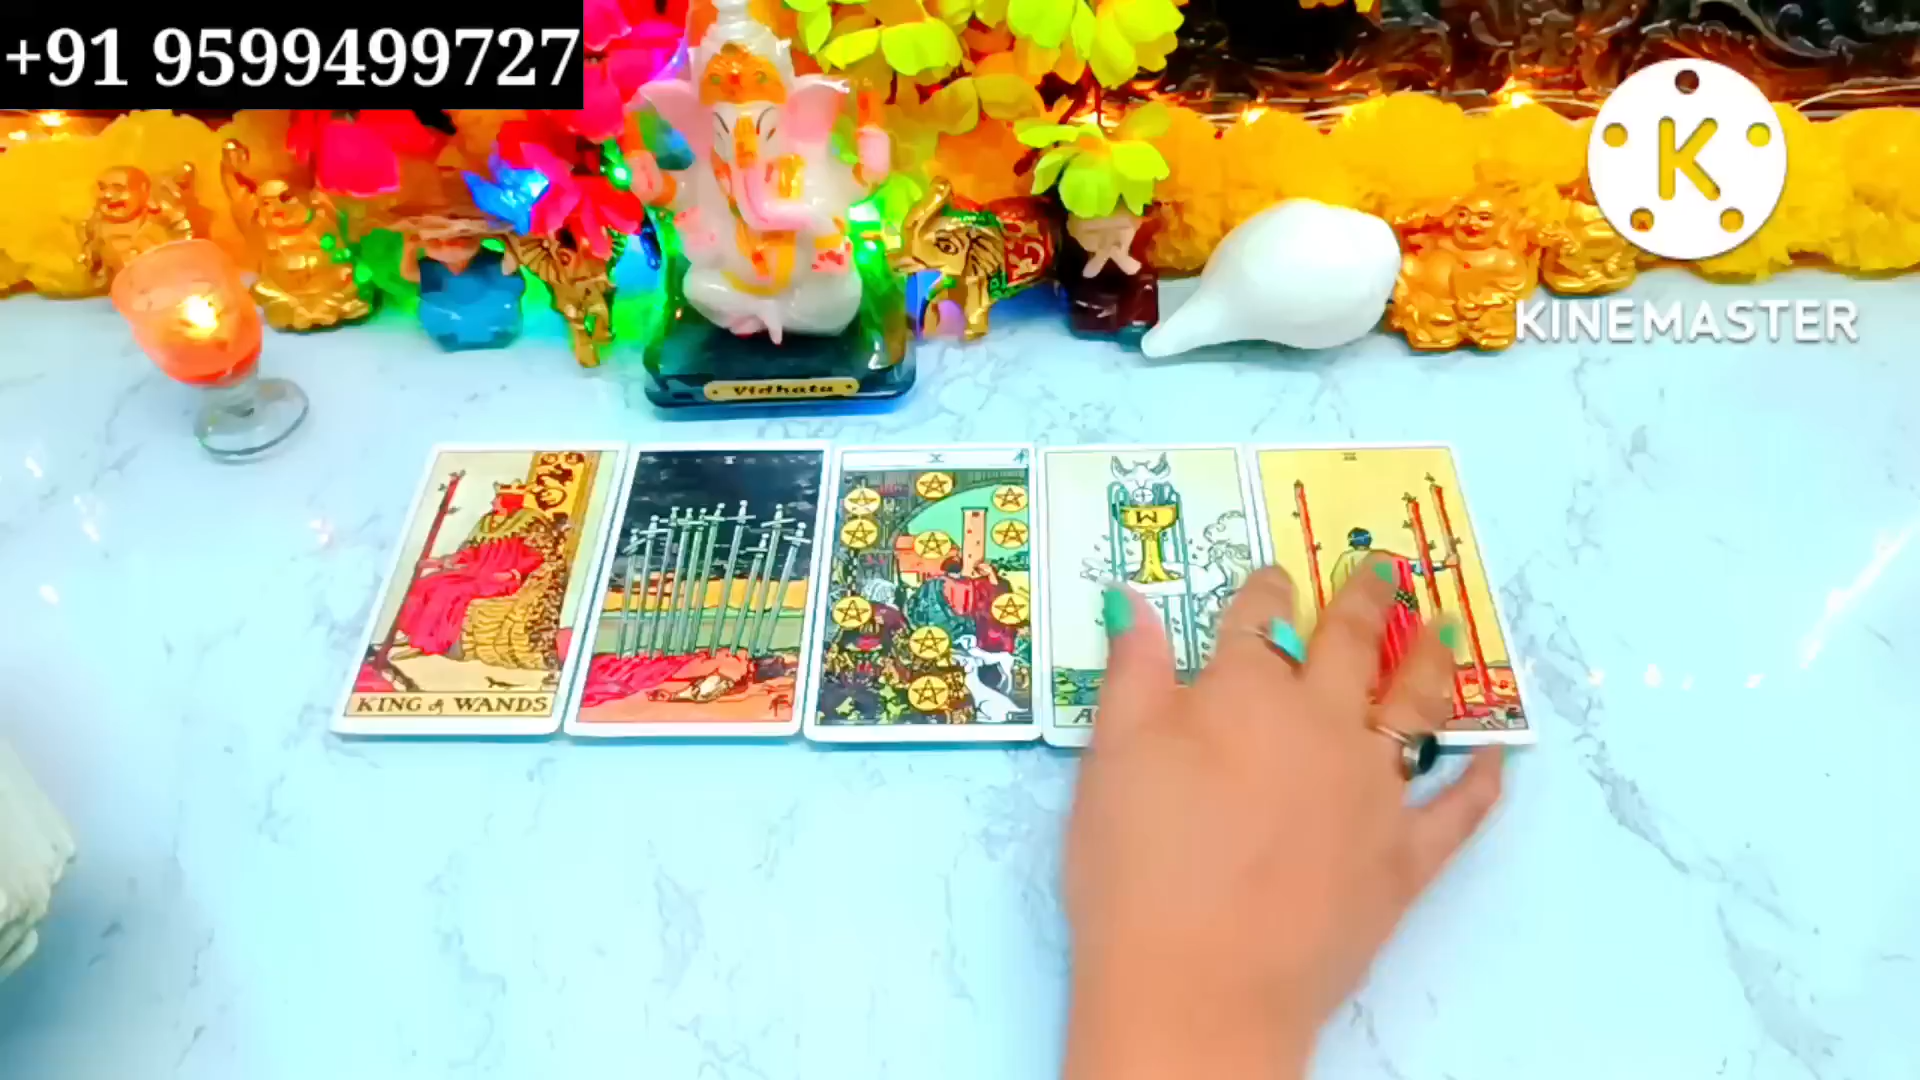 +91 9599499727
K
KINEMASTER
Vidhata
X
KING of WANDS